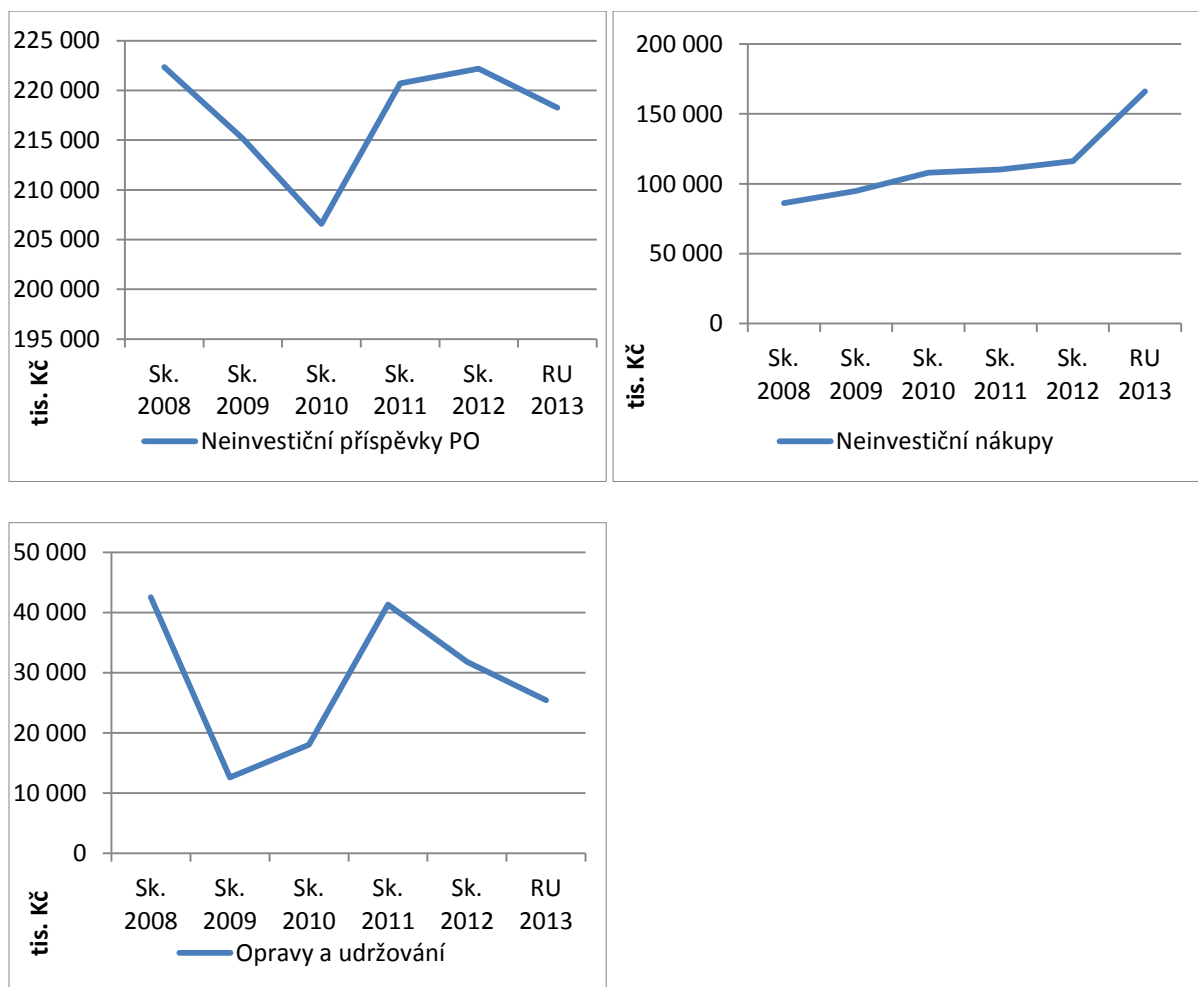 225 000
220 000
215 000
210 000
205 000
200 000
195 000
tis. Kč
Sk. Sk. Sk. Sk. Sk. RU
2008 2009 2010 2011 2012 2013
Neinvestiční příspěvky PO
200 000
150 000
100 000
50 000
0
tis. Kč
Sk. Sk. Sk. Sk. Sk. RU
2008 2009 2010 2011 2012 2013
Neinvestiční nákupy
50 000
40 000
30 000
20 000
10 000
0
tis. Kč
Sk. Sk. Sk. Sk. Sk. RU
2008 2009 2010 2011 2012 2013
Opravy a udržování